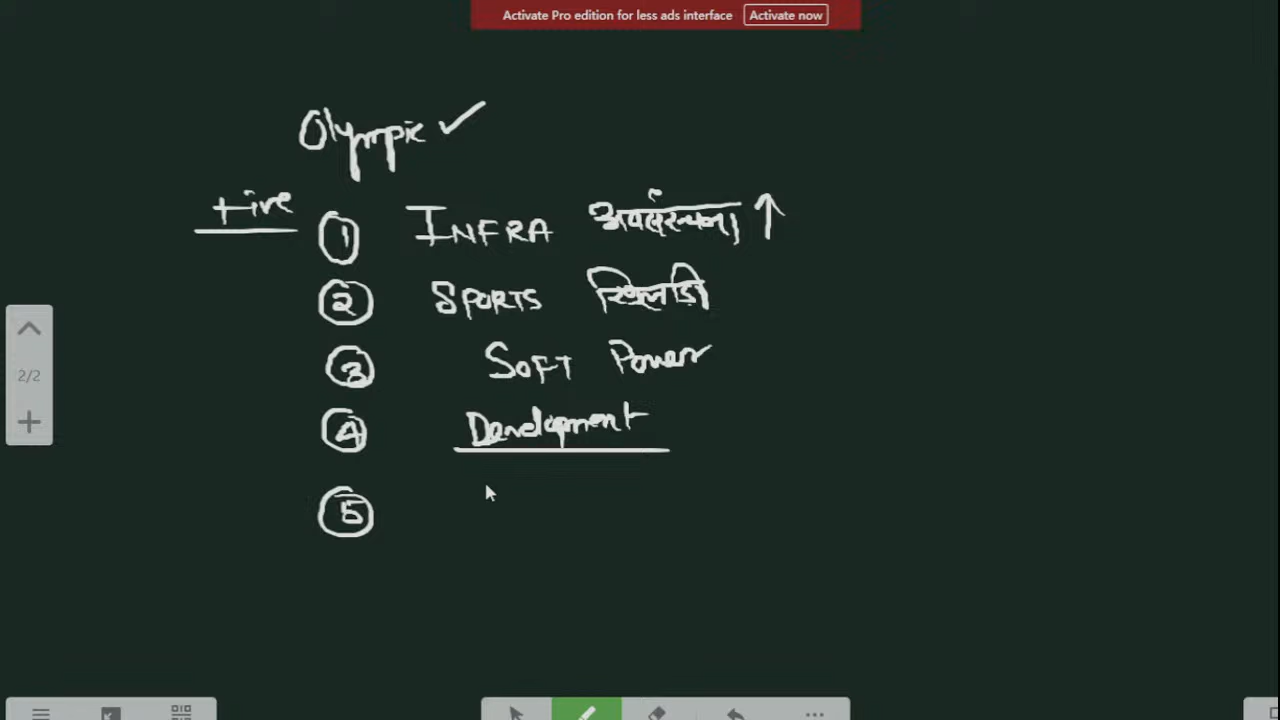 Activate Pro edition for less ads interface Activate now
Olympic ✓
+ive
① INFRA अवसंरचना ↑
② SPORTS खिलाड़ी
③ SOFT Power
④ Development
⑤
2/2